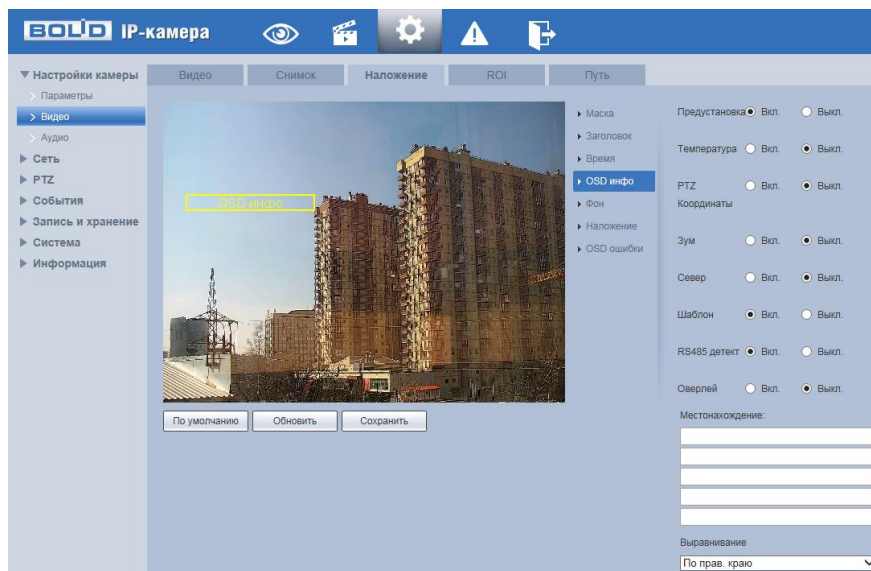 BOLID IP-камера
Настройки камеры
Параметры
Видео
Аудио
Сеть
PTZ
События
Запись и хранение
Система
Информация
Видео
Снимок
Наложение
ROI
Путь
OSD инфо
По умолчанию
Обновить
Сохранить
Маска
Заголовок
Время
OSD инфо
Фон
Наложение
OSD ошибки
Предустановка Вкл. Выкл.
Температура Вкл. Выкл.
PTZ Вкл. Выкл.
Координаты
Зум Вкл. Выкл.
Север Вкл. Выкл.
Шаблон Вкл. Выкл.
RS485 детект Вкл. Выкл.
Оверлей Вкл. Выкл.
Местонахождение:
Выравнивание
По прав. краю